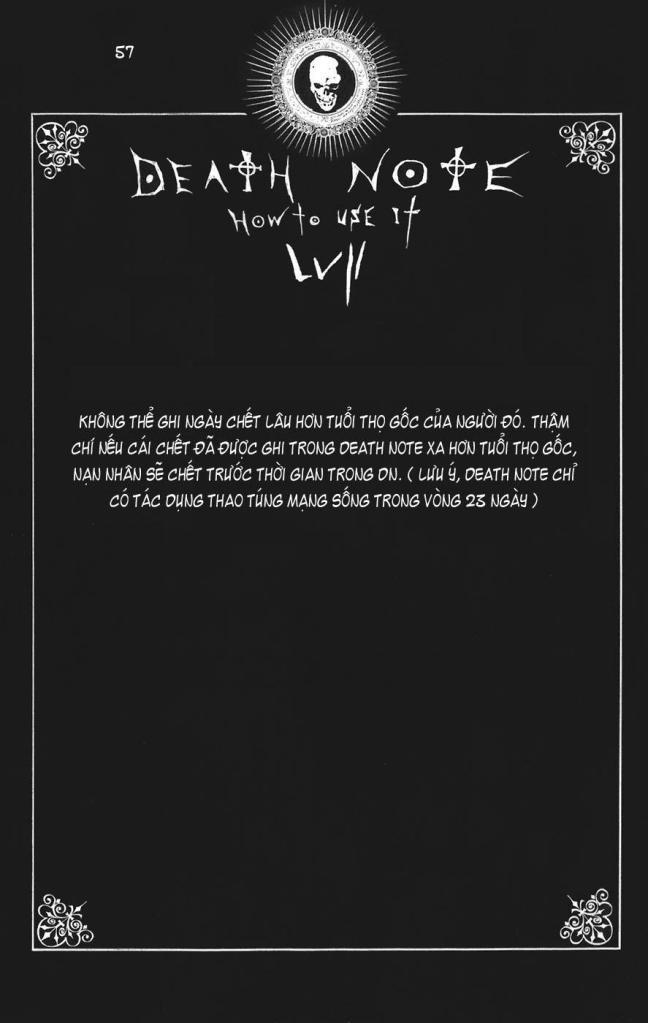 57
DEATH NOTE
HOW TO USE IT
LVII
KHÔNG THỂ GHI NGÀY CHẾT LÂU HƠN TUỔI THỌ GỐC CỦA NGƯỜI ĐÓ. THẬM
CHÍ NẾU CÁI CHẾT ĐÃ ĐƯỢC GHI TRONG DEATH NOTE XA HƠN TUỔI THỌ GỐC,
NẠN NHÂN SẼ CHẾT TRƯỚC THỜI GIAN TRONG DN. ( LƯU Ý, DEATH NOTE CHỈ
CÓ TÁC DỤNG THAO TÚNG MẠNG SỐNG TRONG VÒNG 23 NGÀY )